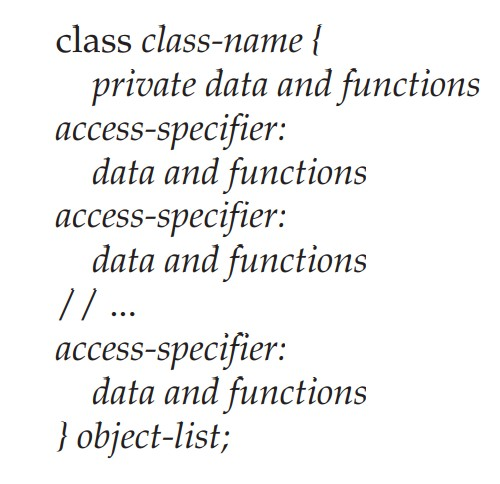 class class-name {
private data and functions
access-specifier:
data and functions
access-specifier:
data and functions
// ...
access-specifier:
data and functions
} object-list;